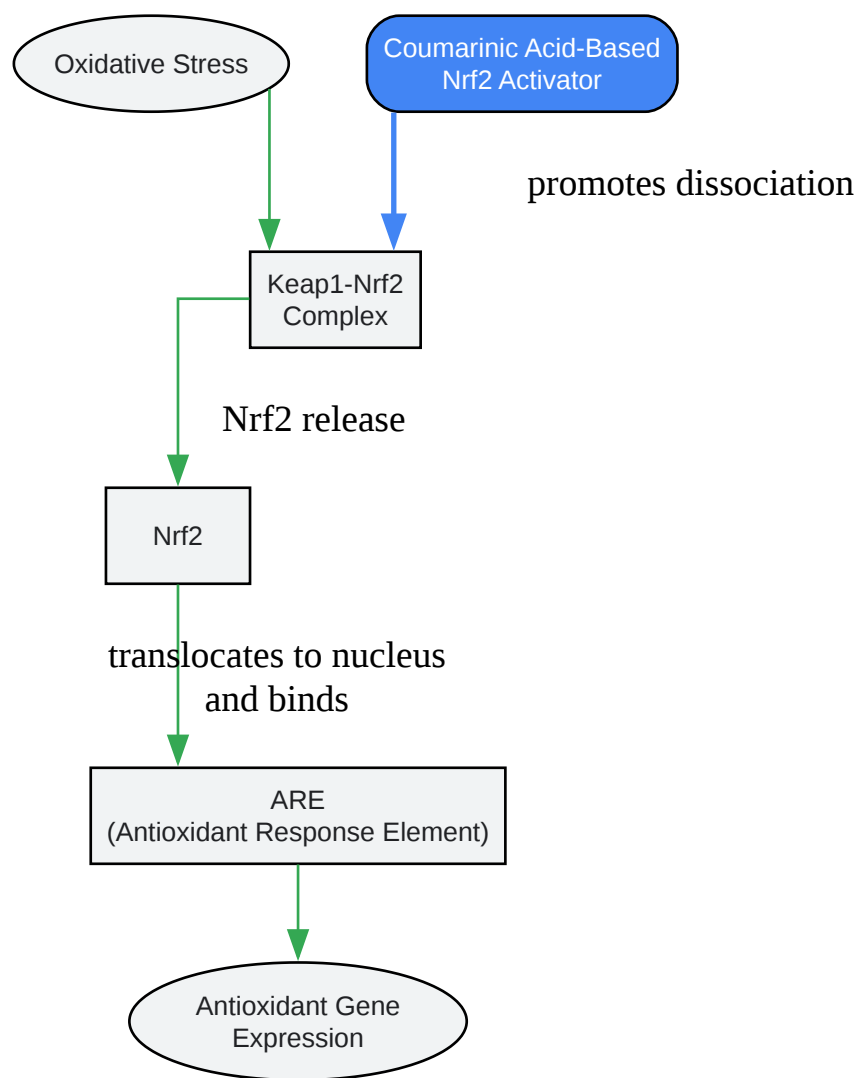 Oxidative Stress
Coumarinic Acid-Based
Nrf2 Activator
promotes dissociation
Keap1-Nrf2
Complex
Nrf2 release
Nrf2
translocates to nucleus
and binds
ARE
(Antioxidant Response Element)
Antioxidant Gene
Expression